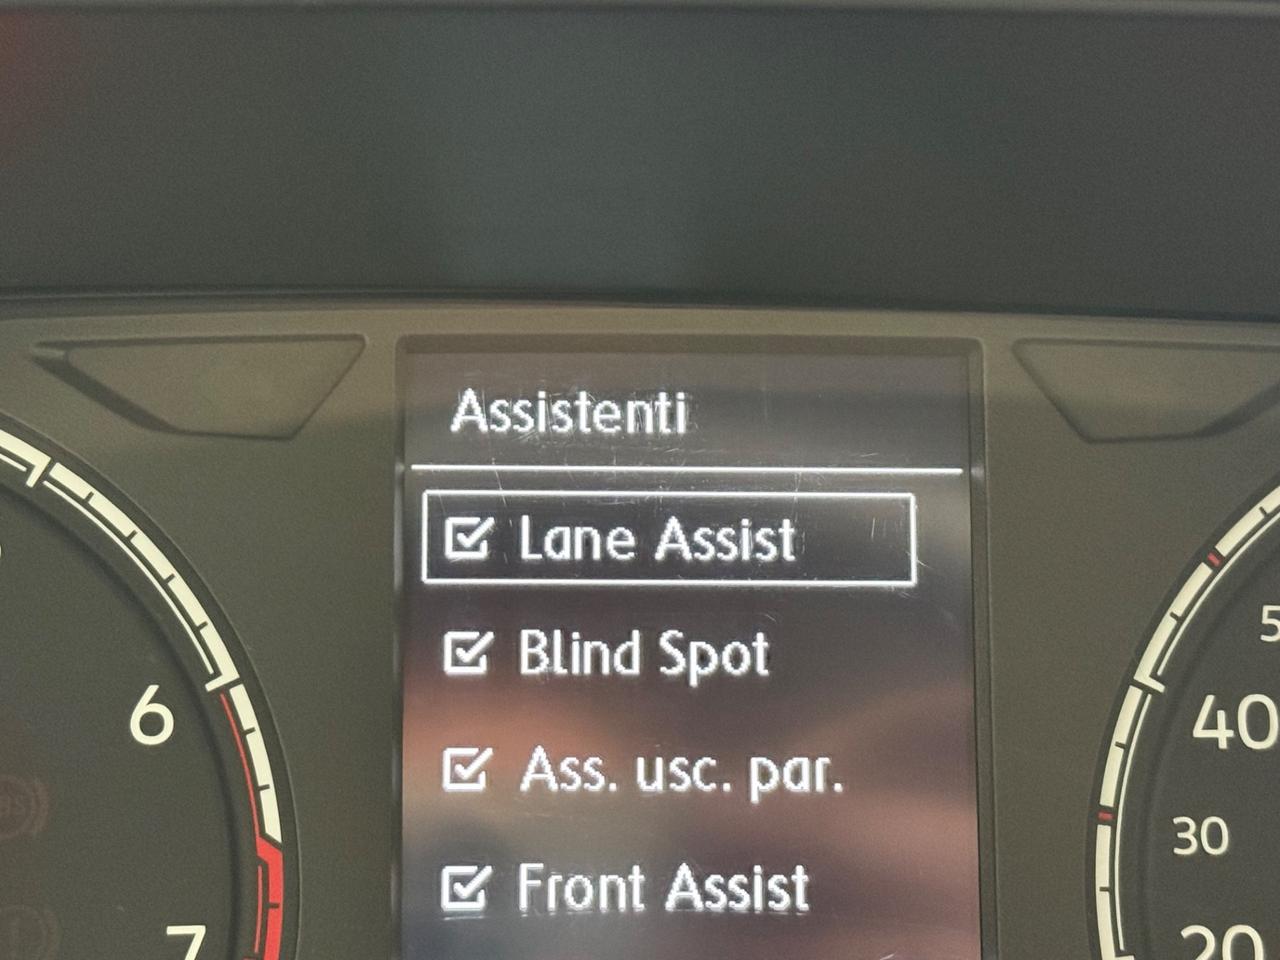 Assistenti
Lane Assist
Blind Spot
Ass. usc. par.
Front Assist
6
7
40
30
20